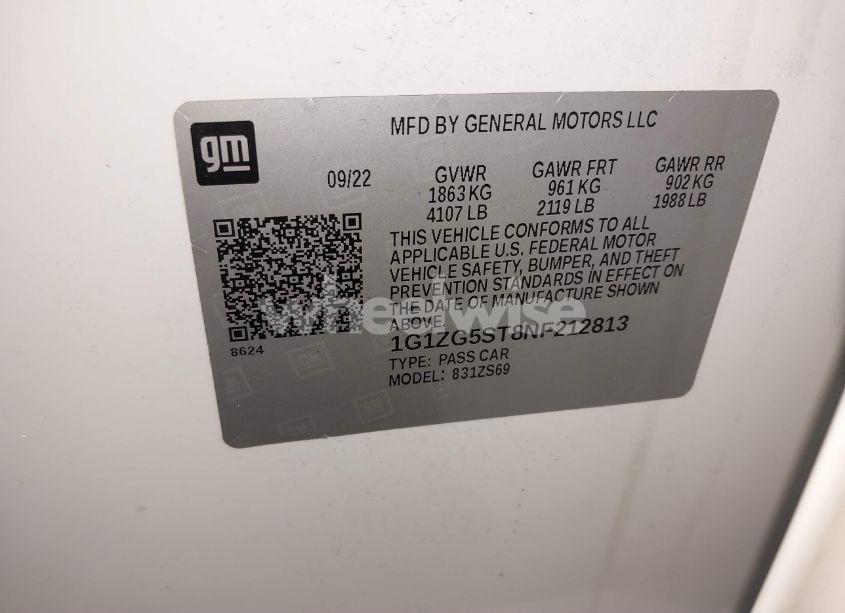 gm
MFD BY GENERAL MOTORS LLC
09/22
GVWR GAWR FRT GAWR RR
1863 KG 961 KG 902 KG
4107 LB 2119 LB 1988 LB
THIS VEHICLE CONFORMS TO ALL
APPLICABLE U.S. FEDERAL MOTOR
VEHICLE SAFETY, BUMPER, AND THEFT
PREVENTION STANDARDS IN EFFECT ON
THE DATE OF MANUFACTURE SHOWN
ABOVE.
1G1ZG5ST8NF212813
TYPE: PASS CAR
MODEL: 831ZS69
8624
wheelwise